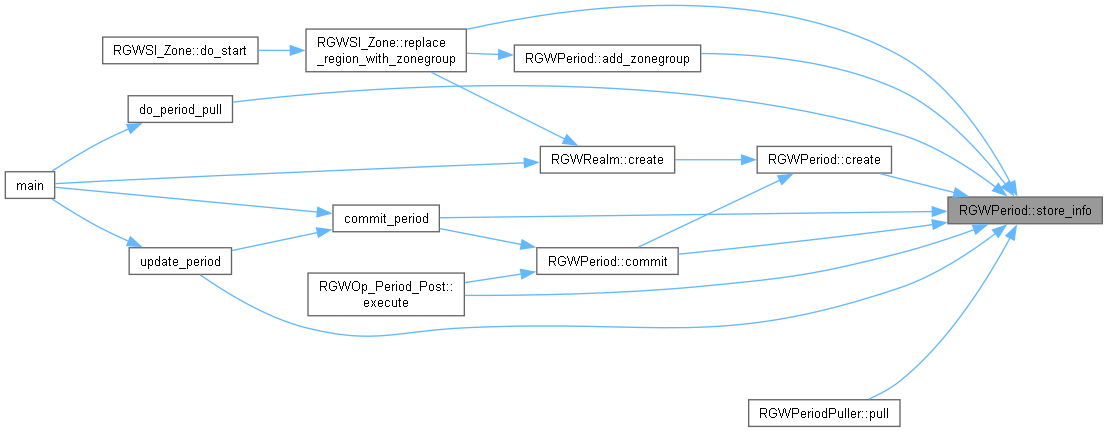 RGWSI_Zone::do_start
RGWSI_Zone::replace
_region_with_zonegroup
RGWPeriod::add_zonegroup
do_period_pull
RGWRealm::create
RGWPeriod::create
main
commit_period
RGWPeriod::store_info
update_period
RGWPeriod::commit
RGWOp_Period_Post::
execute
RGWPeriodPuller::pull